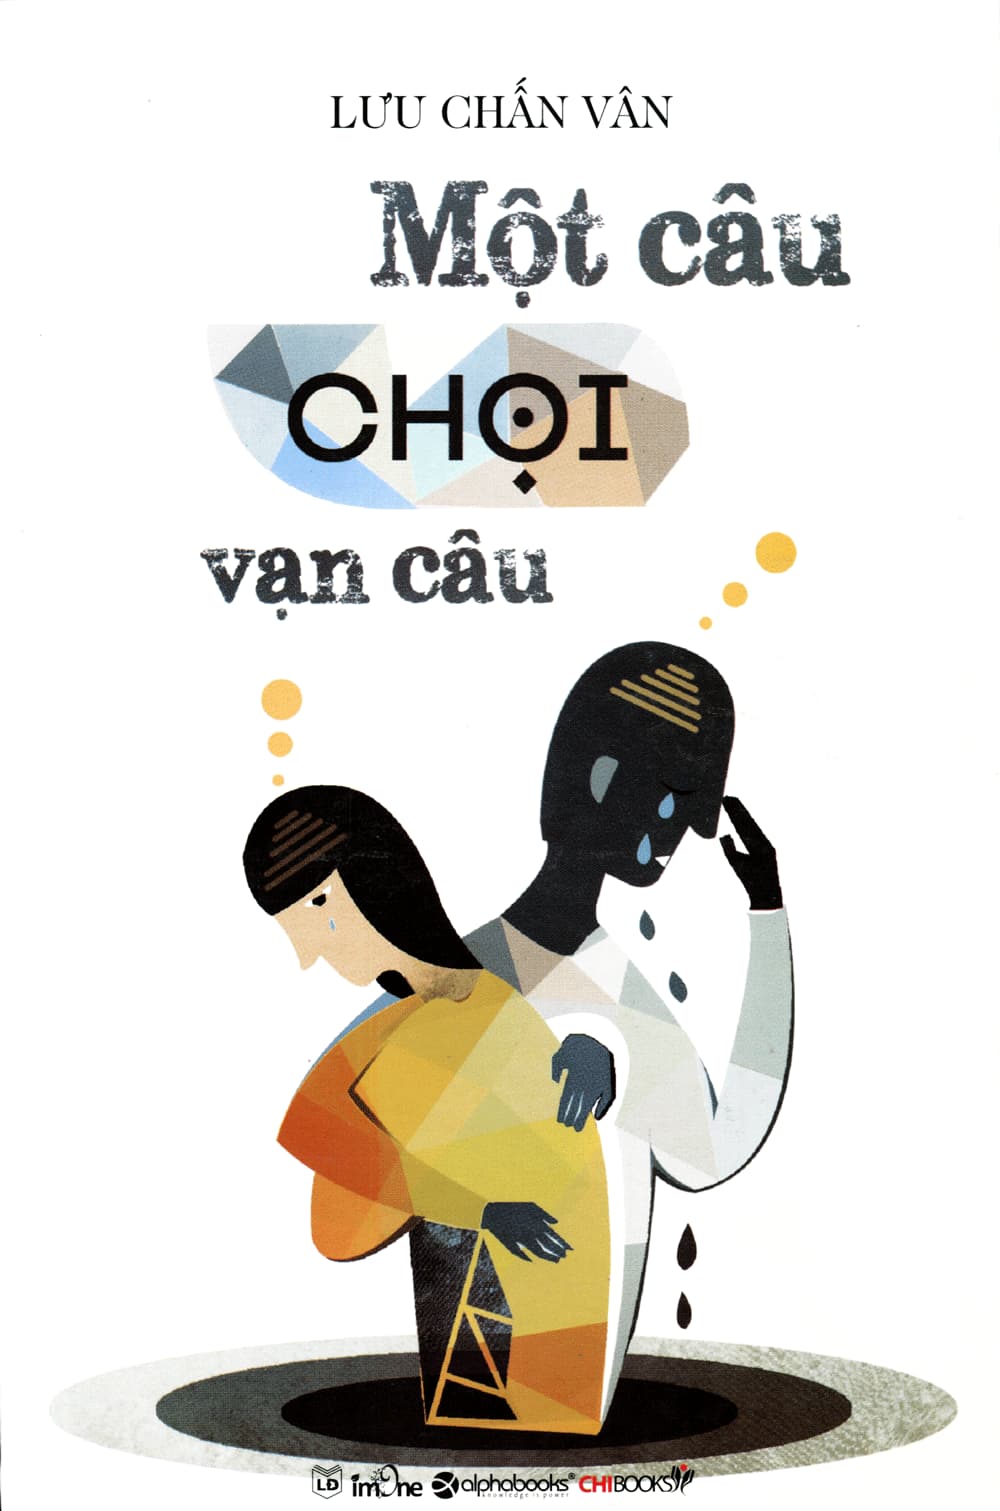 LƯU CHẤN VÂN
Một câu
CHỌI
vạn câu
LĐ imOne alphabooks® CHIBOOKS
knowledge is power